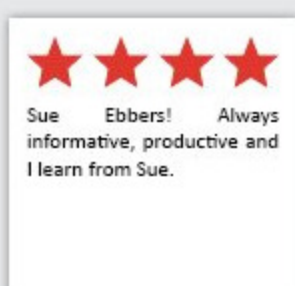 Sue Ebbers! Always
informative, productive and
I learn from Sue.